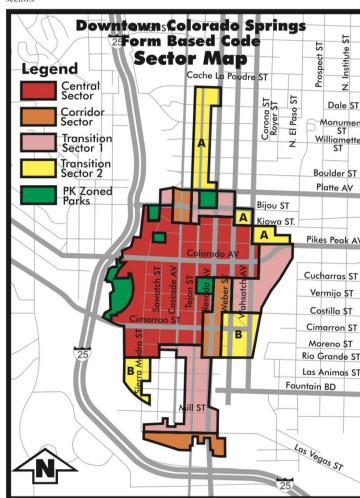 Downtown Colorado Springs
Form Based Code
Sector Map
25
Cache La Poudre ST
Prospect ST
N. Institute ST
Legend
Central
Sector
Corridor
Sector
Transition
Sector 1
Transition
Sector 2
PK Zoned
Parks
Corona ST
Royer ST
N. El Paso ST
Dale ST
Monument
Willamette
ST
A
Boulder ST
Platte AV
Bijou ST
A
Kiowa ST.
A
Pikes Peak AV
Colorado AV
Sawatch ST
Cascade AV
Tejon ST
Nevada AV
Weber ST
Wahsatch AV
Cucharras ST
Vermijo ST
Costilla ST
Cimarron ST
Cimarron ST
B
Moreno ST
Rio Grande ST
Las Animas ST
Fountain BD
25
Sierra Madra ST
B
Mill ST
Las Vegas ST
N
25